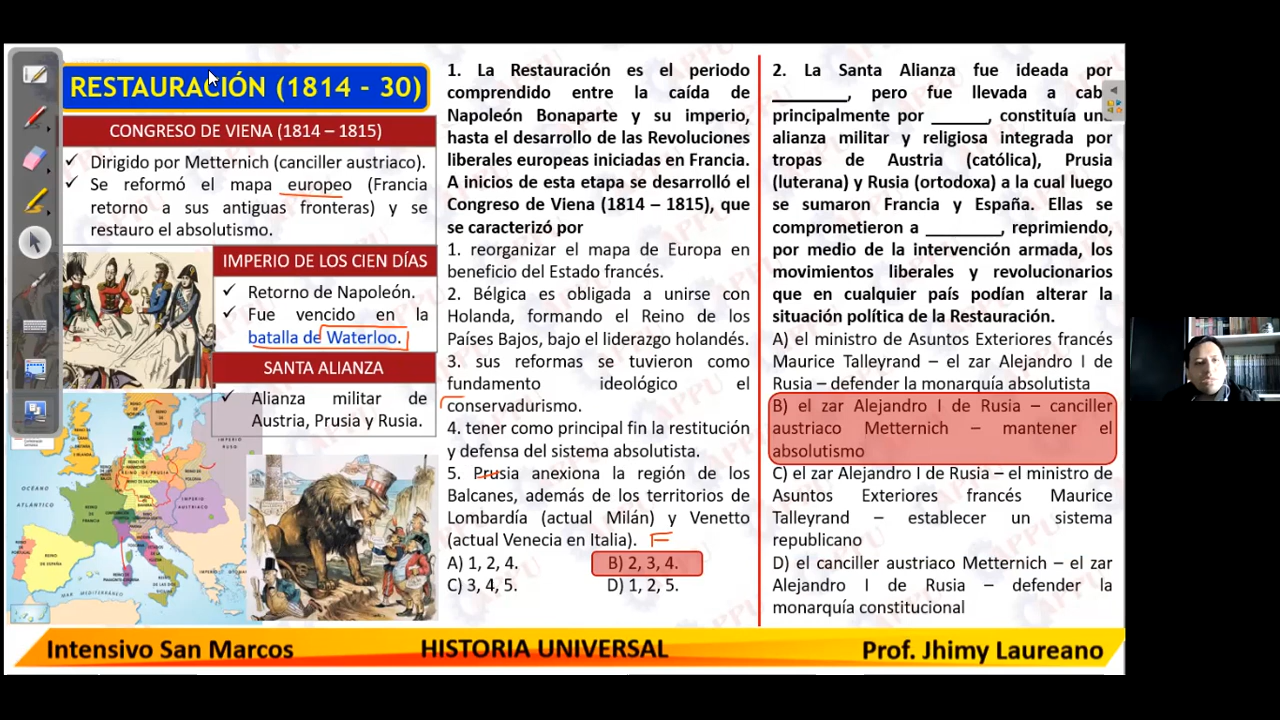 RESTAURACIÓN (1814 - 30)
CONGRESO DE VIENA (1814 – 1815)
✓ Dirigido por Metternich (canciller austriaco).
✓ Se reformó el mapa europeo (Francia
retorno a sus antiguas fronteras) y se
restauro el absolutismo.
IMPERIO DE LOS CIEN DÍAS
✓ Retorno de Napoleón.
✓ Fue vencido en la
batalla de Waterloo.
SANTA ALIANZA
✓ Alianza militar de
Austria, Prusia y Rusia.
OCÉANO
ATLÁNTICO
MAR MEDITERRÁNEO
1. La Restauración es el periodo
comprendido entre la caída de
Napoleón Bonaparte y su imperio,
hasta el desarrollo de las Revoluciones
liberales europeas iniciadas en Francia.
A inicios de esta etapa se desarrolló el
Congreso de Viena (1814 – 1815), que
se caracterizó por
1. reorganizar el mapa de Europa en
beneficio del Estado francés.
2. Bélgica es obligada a unirse con
Holanda, formando el Reino de los
Países Bajos, bajo el liderazgo holandés.
3. sus reformas se tuvieron como
fundamento ideológico el
conservadurismo.
4. tener como principal fin la restitución
y defensa del sistema absolutista.
5. Prusia anexiona la región de los
Balcanes, además de los territorios de
Lombardía (actual Milán) y Venetto
(actual Venecia en Italia).
A) 1, 2, 4. B) 2, 3, 4.
C) 3, 4, 5. D) 1, 2, 5.
2. La Santa Alianza fue ideada por
________, pero fue llevada a cab
principalmente por ______, constituía una
alianza militar y religiosa integrada por
tropas de Austria (católica), Prusia
(luterana) y Rusia (ortodoxa) a la cual luego
se sumaron Francia y España. Ellas se
comprometieron a ________, reprimiendo,
por medio de la intervención armada, los
movimientos liberales y revolucionarios
que en cualquier país podían alterar la
situación política de la Restauración.
A) el ministro de Asuntos Exteriores francés
Maurice Talleyrand – el zar Alejandro I de
Rusia – defender la monarquía absolutista
B) el zar Alejandro I de Rusia – canciller
austriaco Metternich – mantener el
absolutismo
C) el zar Alejandro I de Rusia – el ministro de
Asuntos Exteriores francés Maurice
Talleyrand – establecer un sistema
republicano
D) el canciller austriaco Metternich – el zar
Alejandro I de Rusia – defender la
monarquía constitucional
Intensivo San Marcos
HISTORIA UNIVERSAL
Prof. Jhimy Laureano